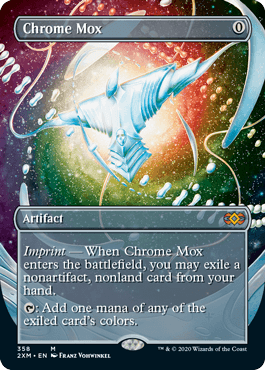 Chrome Mox 0
Artifact
Imprint — When Chrome Mox
enters the battlefield, you may exile a
nonartifact, nonland card from your
hand.
: Add one mana of any of the
exiled card's colors.
358 M
2XM • EN Franz Vohwinkel ™ & © 2020 Wizards of the Coast